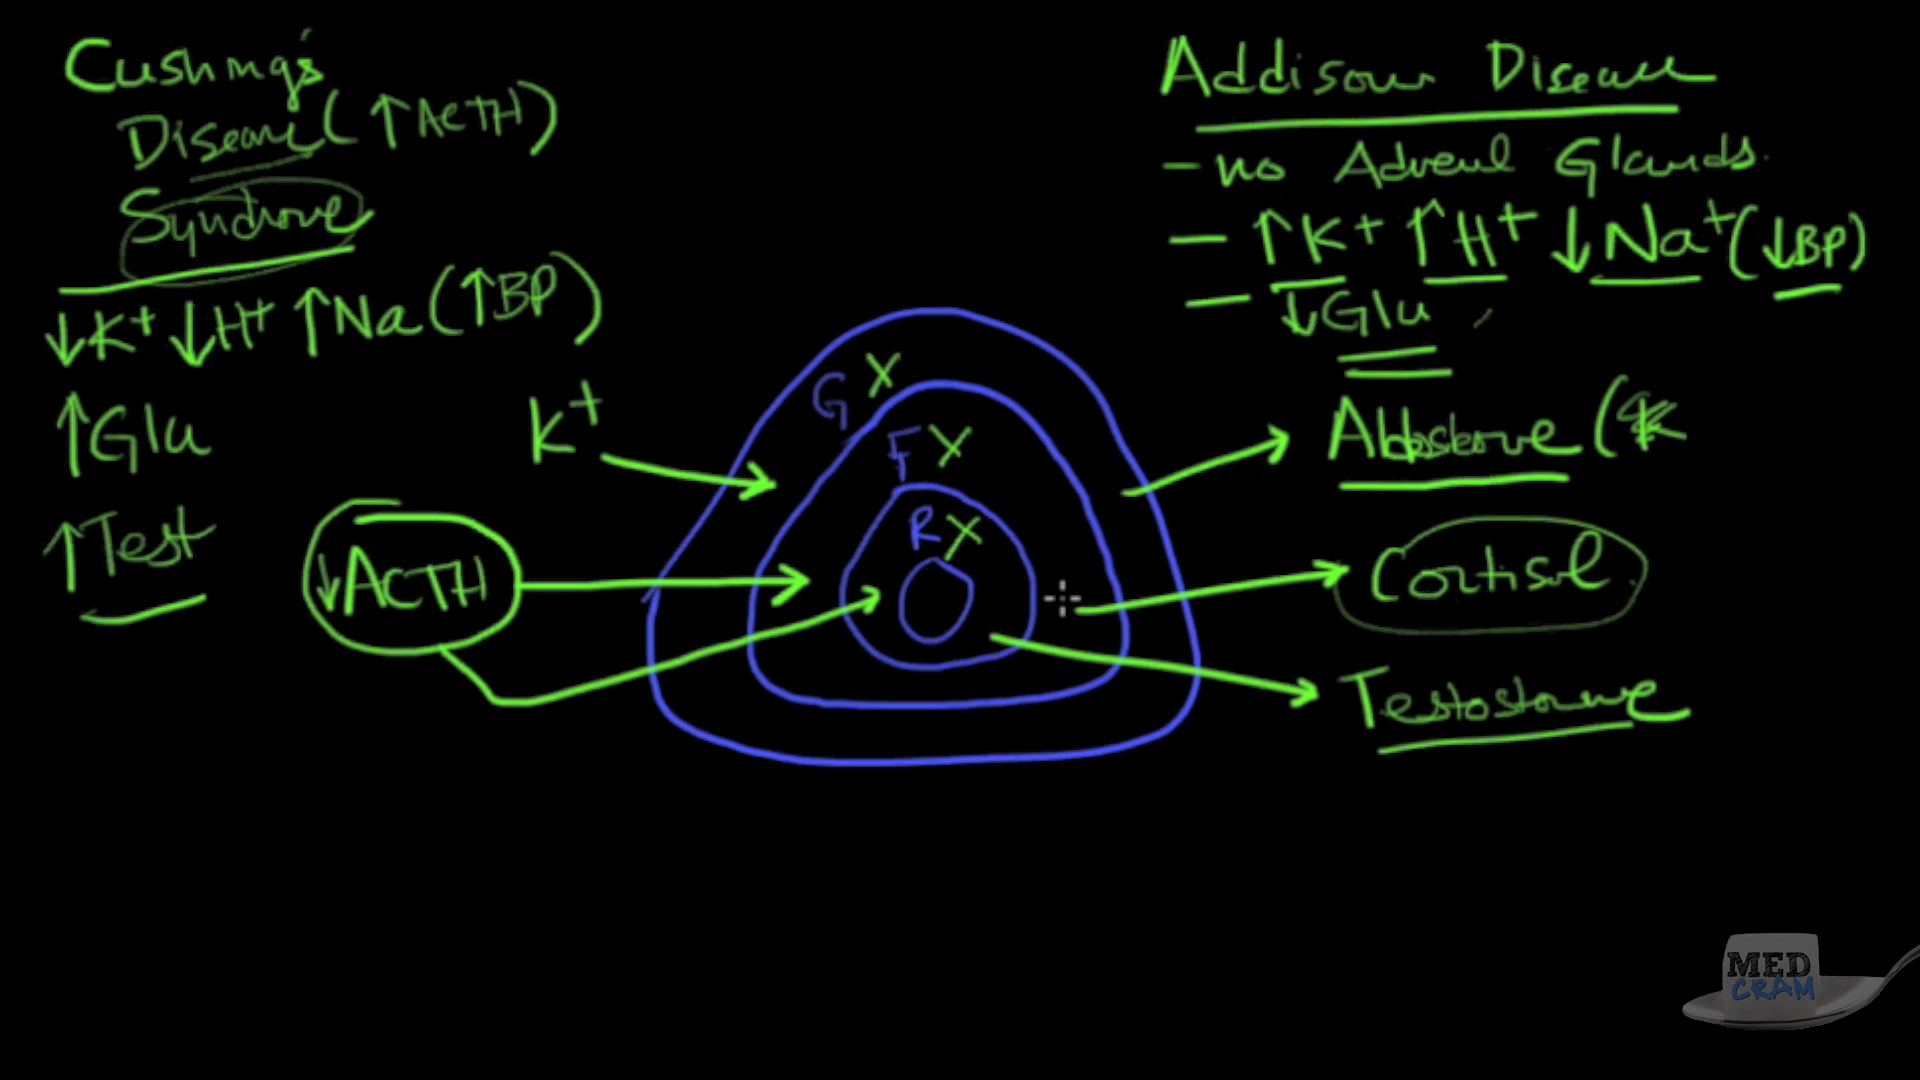 Cushing's
Disease (↑ACTH)
Syndrome
↓K+ ↓H+ ↑Na (↑BP)
↑Glu
↑Test
K+
↓ACTH
G X
F X
R X
Addison Disease
- no Adrenal Glands.
- ↑K+ ↑H+ ↓Na+ (↓BP)
- ↓Glu
Cortisol
Testosterone
MED
CRAM